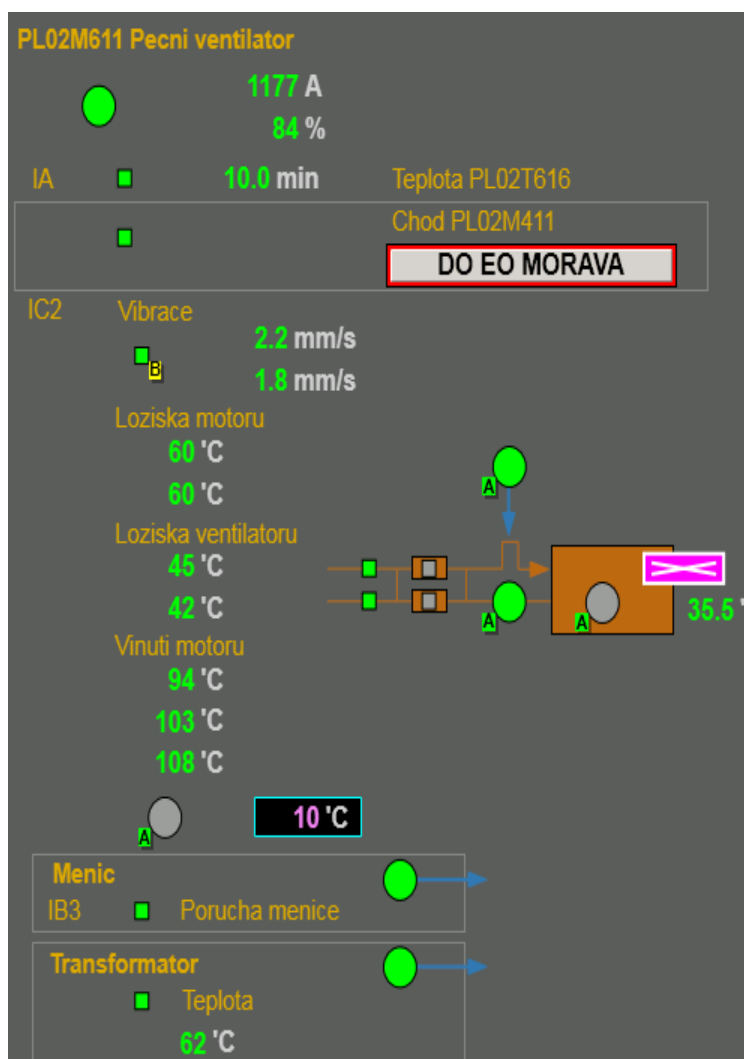 PL02M611 Pecni ventilator
1177 A
84 %
IA 10.0 min Teplota PL02T616
Chod PL02M411
DO EO MORAVA
IC2 Vibrace
2.2 mm/s
B
1.8 mm/s
Loziska motoru
60 'C
60 'C
A
Loziska ventilatoru
45 'C
42 'C
A
A
35.5 '
Vinuti motoru
94 'C
103 'C
108 'C
A
10 'C
Menic
IB3 Porucha menice
Transformator
Teplota
62 'C